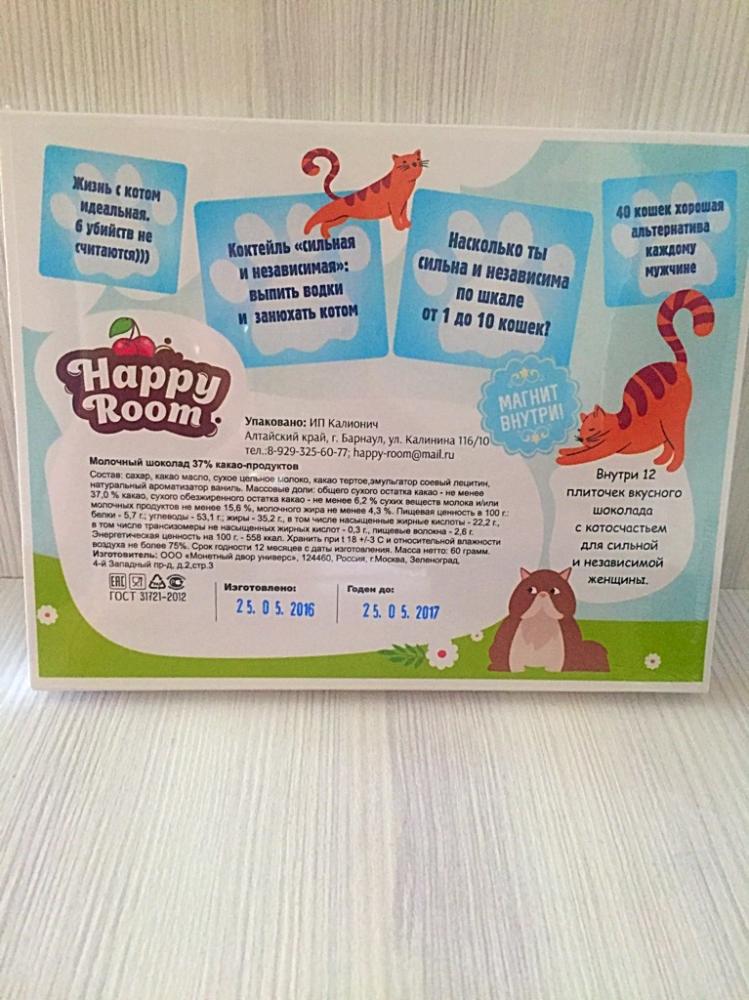 Жизнь с котом
идеальная.
6 убийств не
считаются)))
Коктейль «сильная
и независимая»:
выпить водки
и занюхать котом
Насколько ты
сильна и независима
по шкале
от 1 до 10 кошек?
40 кошек хорошая
альтернатива
каждому
мужчине
Happy
Room
МАГНИТ
ВНУТРИ!
Упаковано: ИП Калионич
Алтайский край, г. Барнаул, ул. Калинина 116/10
тел.:8-929-325-60-77; happy-room@mail.ru
Молочный шоколад 37% какао-продуктов
Состав: сахар, какао масло, сухое цельное молоко, какао тертое,эмульгатор соевый лецитин,
натуральный ароматизатор ваниль. Массовые доли: общего сухого остатка какао - не менее
37,0 % какао, сухого обезжиренного остатка какао - не менее 6,2 % сухих веществ молока и/или
молочных продуктов не менее 15,6 %, молочного жира не менее 4,3 %. Пищевая ценность в 100 г.:
белки - 5,7 г.; углеводы - 53,1 г.; жиры - 35,2 г., в том числе насыщенные жирные кислоты - 22,2 г.,
в том числе трансизомеры не насыщенных жирных кислот - 0,3 г., пищевые волокна - 2,6 г.
Энергетическая ценность на 100 г. - 558 ккал. Хранить при t 18 +/-3 С и относительной влажности
воздуха не более 75%. Срок годности 12 месяцев с даты изготовления. Масса нетто: 60 грамм.
Изготовитель: ООО «Монетный двор универс», 124460, Россия, г.Москва, Зеленоград,
4-й Западный пр-д, д.2,стр.3
EAC
ГОСТ 31721-2012
Изготовлено:
25. 05. 2016
Годен до:
25. 05. 2017
Внутри 12
плиточек вкусного
шоколада
с котосчастьем
для сильной
и независимой
женщины.